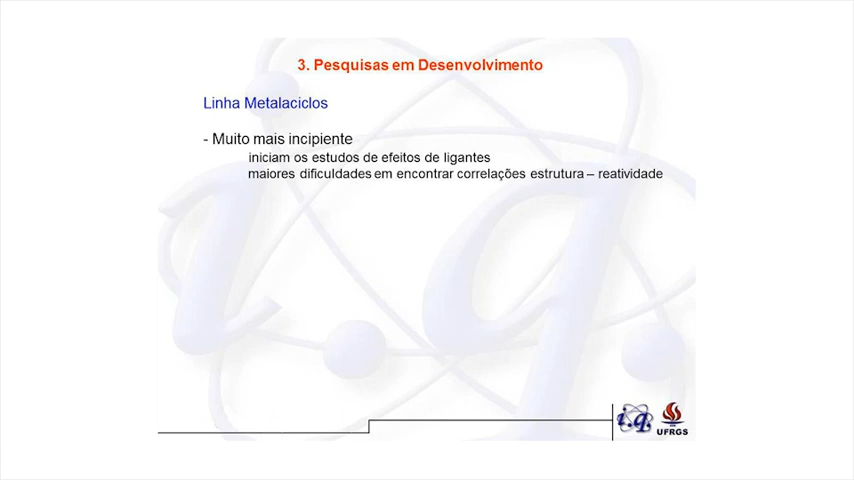 3. Pesquisas em Desenvolvimento
Linha Metalaciclos
- Muito mais incipiente
iniciam os estudos de efeitos de ligantes
maiores dificuldades em encontrar correlações estrutura – reatividade
i.q.
i.q.
UFRGS